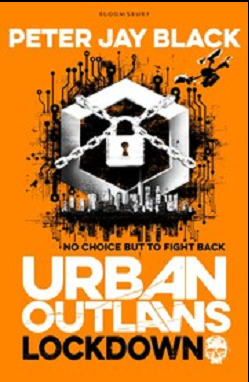 BLOOMSBURY
PETER JAY BLACK
NO CHOICE BUT TO FIGHT BACK
URBAN
OUTLAWS
LOCKDOWN